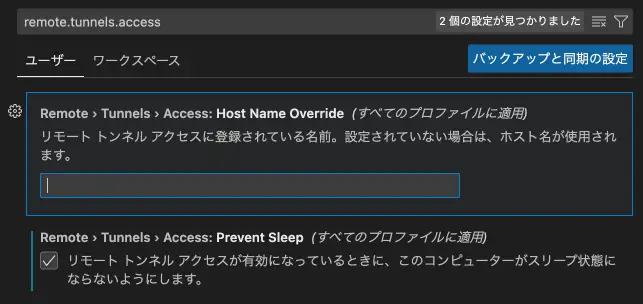 remote.tunnels.access
2 個の設定が見つかりました
ユーザー ワークスペース
バックアップと同期の設定
Remote › Tunnels › Access: Host Name Override (すべてのプロファイルに適用)
リモート トンネル アクセスに登録されている名前。設定されていない場合は、ホスト名が使用され
ます。
Remote › Tunnels › Access: Prevent Sleep (すべてのプロファイルに適用)
リモート トンネル アクセスが有効になっているときに、このコンピューターがスリープ状態に
ならないようにします。